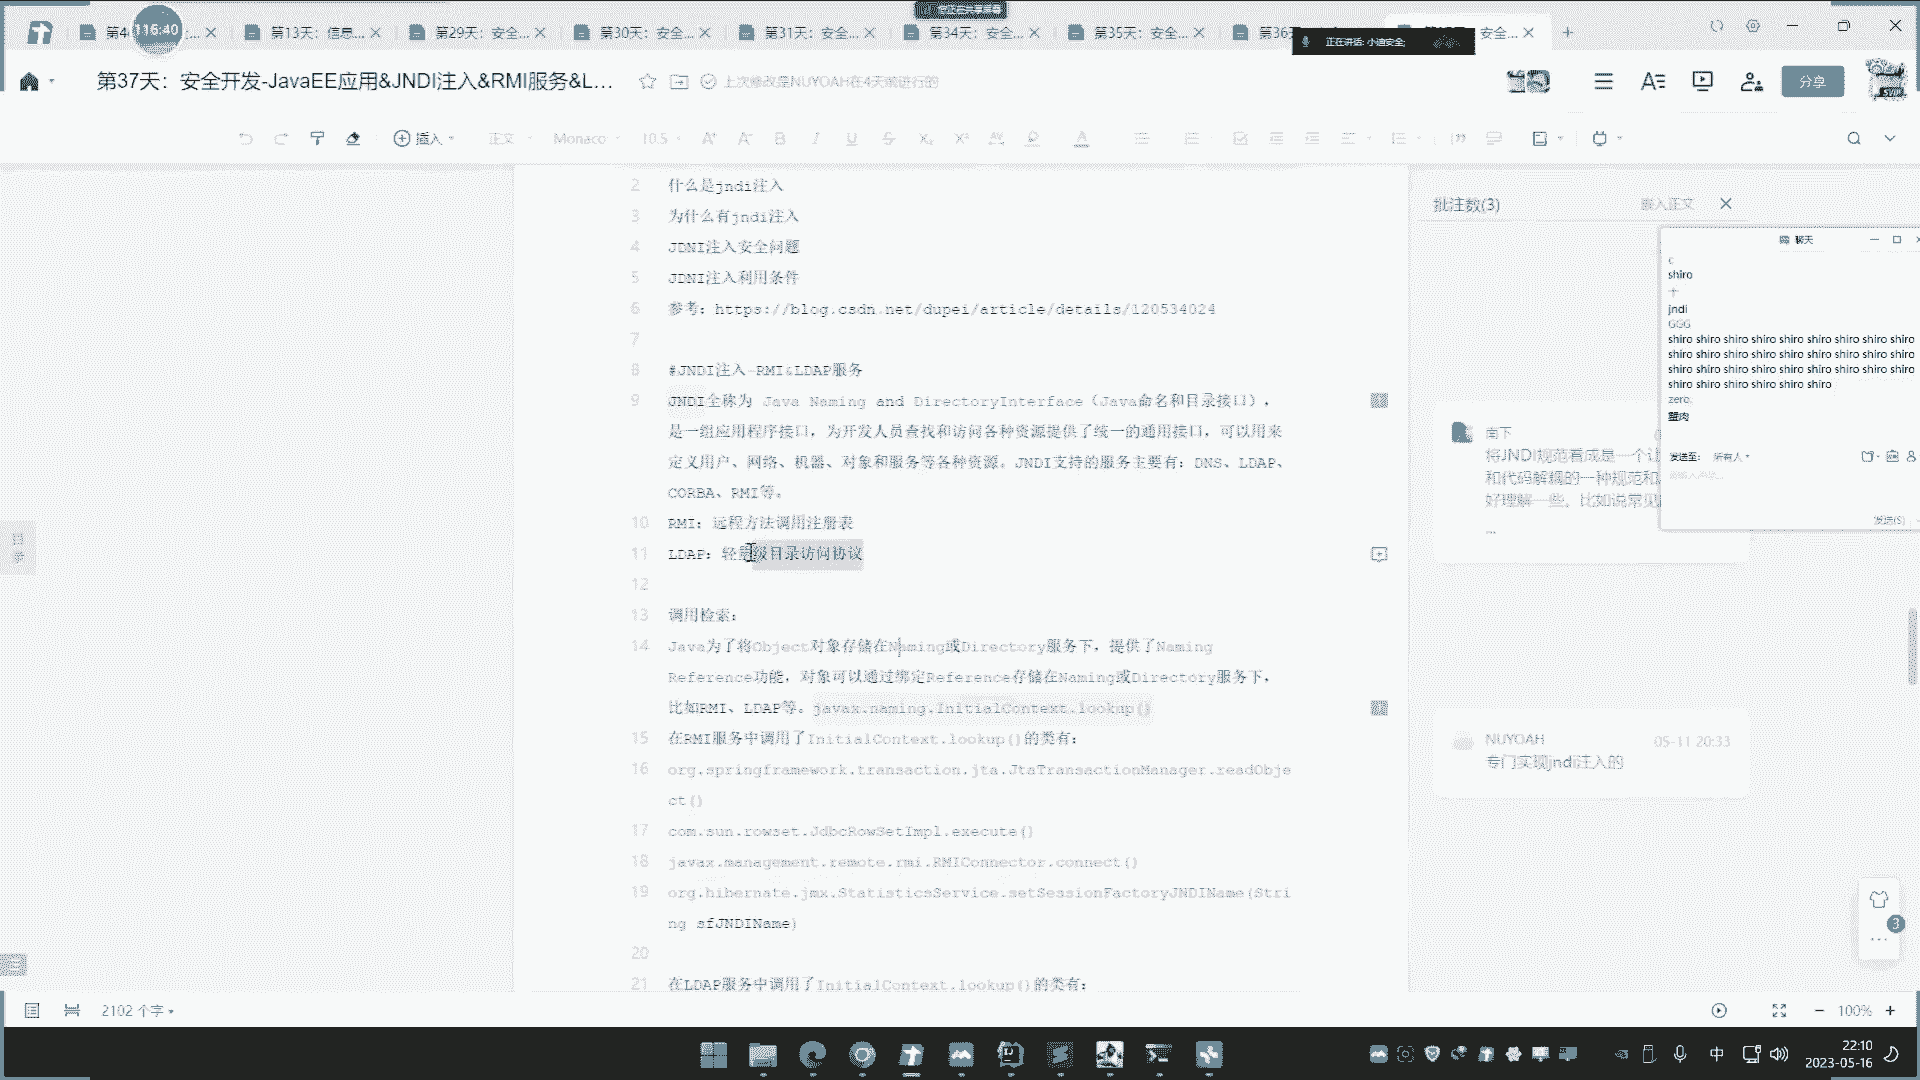 第4
116:40
第13天：信息...
第29天：安全...
第30天：安全...
第31天：安全...
第34天：安全...
第35天：安全...
第36
正在讲话: 小迪安全;
安全...
第37天：安全开发-JavaEE应用&JNDI注入&RMI服务&L...
上次修改是NUYOAH在4天前进行的
分享
插入
正文
Monaco
10.5
2 什么是jndi注入
3 为什么有jndi注入
4 JDNI注入安全问题
5 JDNI注入利用条件
6 参考：https://blog.csdn.net/dupei/article/details/120534024
7
8 #JNDI注入-RMI&LDAP服务
9 JNDI全称为 Java Naming and DirectoryInterface（Java命名和目录接口），
是一组应用程序接口，为开发人员查找和访问各种资源提供了统一的通用接口，可以用来
定义用户、网络、机器、对象和服务等各种资源。JNDI支持的服务主要有：DNS、LDAP、
CORBA、RMI等。
10 RMI：远程方法调用注册表
11 LDAP：轻量级目录访问协议
12
13 调用检索：
14 Java为了将Object对象存储在Naming或Directory服务下，提供了Naming
Reference功能，对象可以通过绑定Reference存储在Naming或Directory服务下，
比如RMI、LDAP等。javax.naming.InitialContext.lookup()
15 在RMI服务中调用了InitialContext.lookup()的类有：
16 org.springframework.transaction.jta.JtaTransactionManager.readObje
ct()
17 com.sun.rowset.JdbcRowSetImpl.execute()
18 javax.management.remote.rmi.RMIConnector.connect()
19 org.hibernate.jmx.StatisticsService.setSessionFactoryJNDIName(Stri
ng sfJNDIName)
20
21 在LDAP服务中调用了InitialContext.lookup()的类有：
目录
批注数(3)
嵌入正文
南下
将JNDI规范看成是一个让
和代码解耦的一种规范和
好理解一些，比如说常见
...
NUYOAH
05-11 20:33
专门实现jndi注入的
聊天
c
shiro
十
jndi
GGG
shiro shiro shiro shiro shiro shiro shiro shiro shiro
shiro shiro shiro shiro shiro shiro shiro shiro shiro
shiro shiro shiro shiro shiro shiro shiro shiro shiro
shiro shiro shiro shiro shiro shiro
zero.
蟹肉
发送至: 所有人
发送(S)
3
2102 个字
100%
中
22:10
2023-05-16